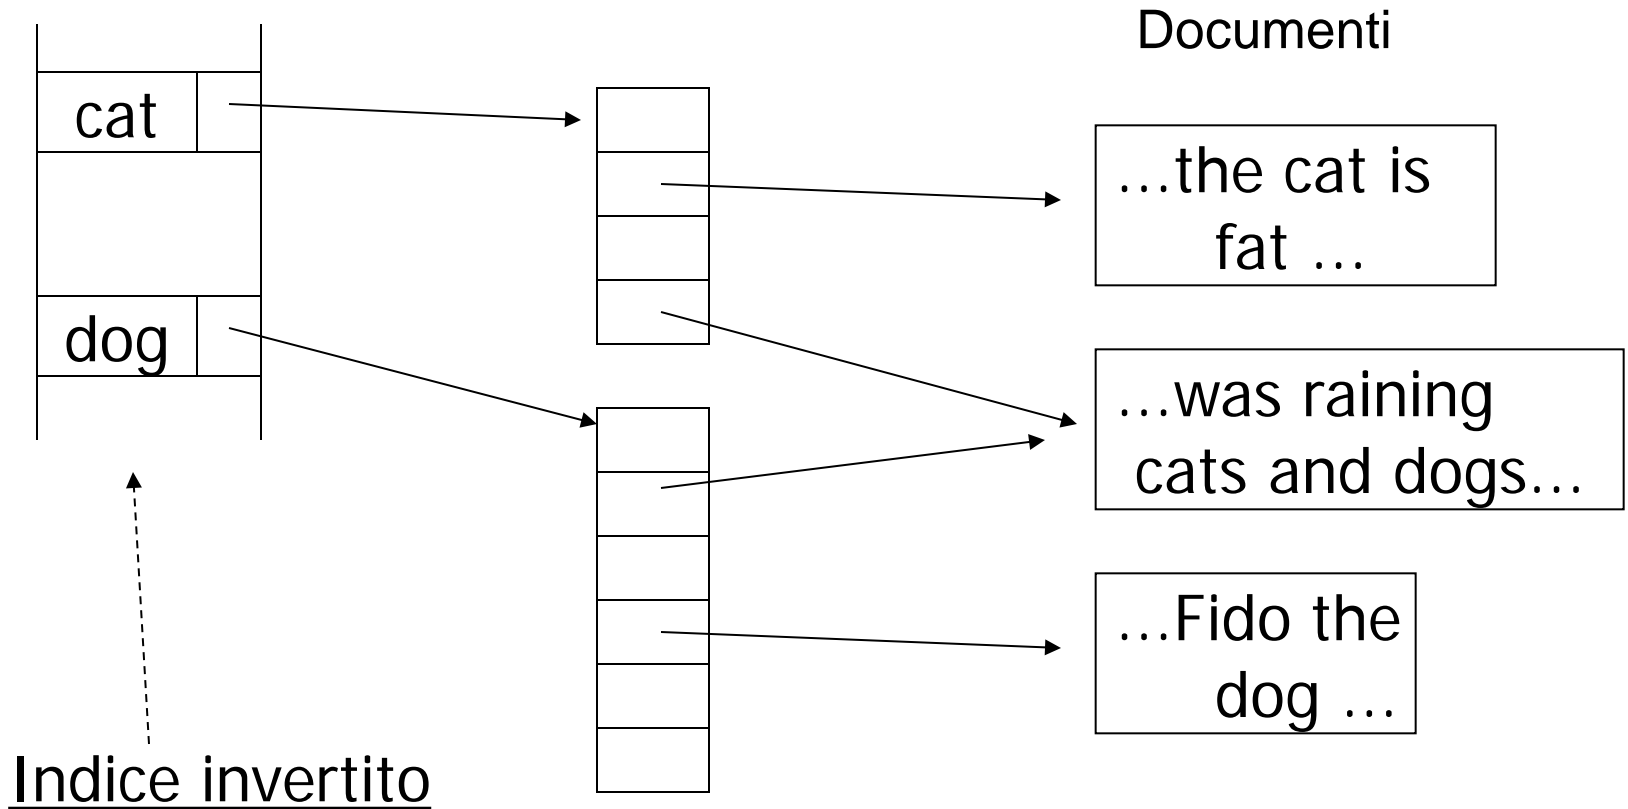 Documenti
cat
dog
…the cat is
fat …
…was raining
cats and dogs…
…Fido the
dog …
Indice invertito